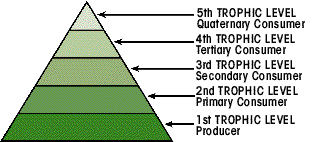 5th TROPHIC LEVEL
Quaternary Consumer
4th TROPHIC LEVEL
Tertiary Consumer
3rd TROPHIC LEVEL
Secondary Consumer
2nd TROPHIC LEVEL
Primary Consumer
1st TROPHIC LEVEL
Producer